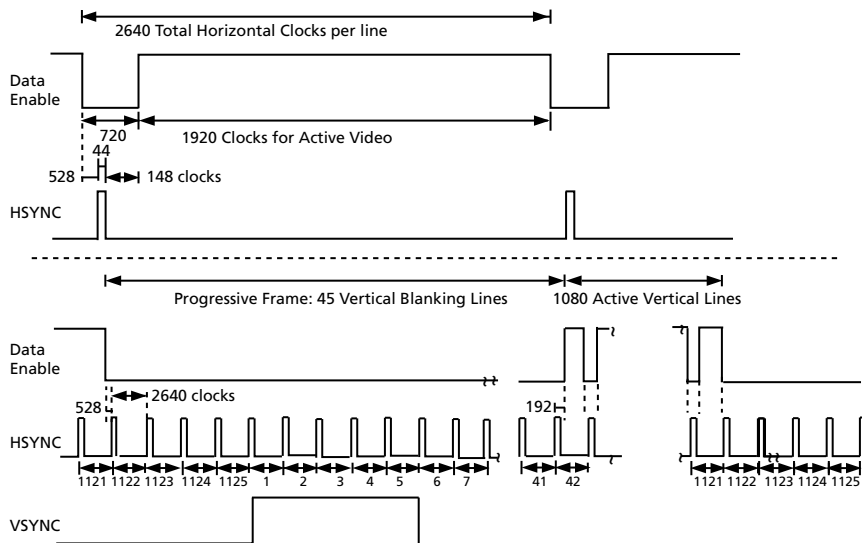 2640 Total Horizontal Clocks per line
Data
Enable
720
1920 Clocks for Active Video
44
528
148 clocks
HSYNC
Progressive Frame: 45 Vertical Blanking Lines
1080 Active Vertical Lines
Data
Enable
2640 clocks
528
192
HSYNC
1121 1122 1123 1124 1125 1 2 3 4 5 6 7 41 42 1121 1122 1123 1124 1125
VSYNC